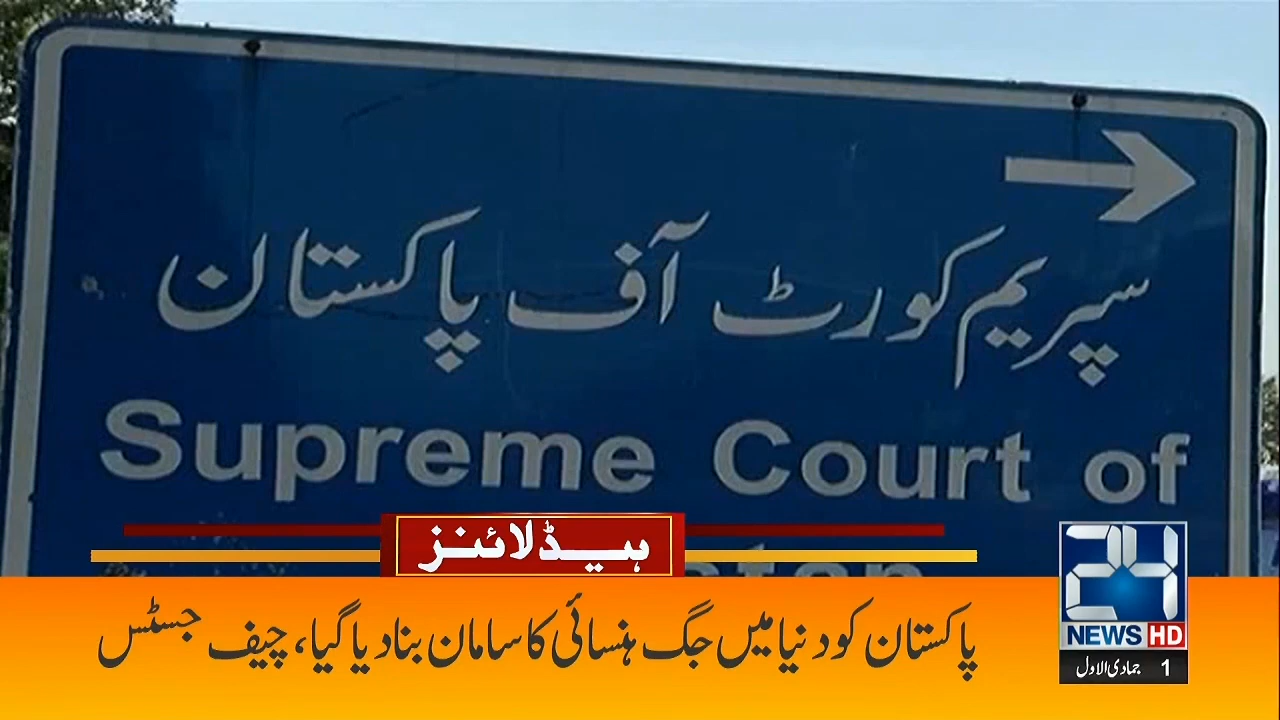 سپریم کورٹ آف پاکستان
Supreme Court of
ہیڈلائنز
پاکستان کو دنیا میں جگ ہنسائی کا سامان بنا دیا گیا، چیف جسٹس
24
NEWS HD
1 جمادی الاول